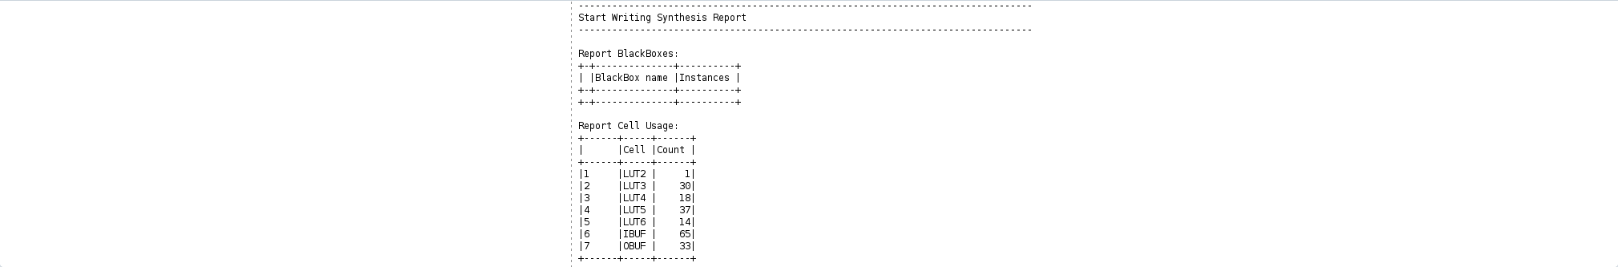 ---------------------------------------------------------------------------------
Start Writing Synthesis Report
---------------------------------------------------------------------------------
Report BlackBoxes:
+-+--------------+----------+
| |BlackBox name |Instances |
+-+--------------+----------+
+-+--------------+----------+
Report Cell Usage:
+------+-----+------+
|      |Cell |Count |
+------+-----+------+
|1     |LUT2 |     1|
|2     |LUT3 |    30|
|3     |LUT4 |    18|
|4     |LUT5 |    37|
|5     |LUT6 |    14|
|6     |IBUF |    65|
|7     |OBUF |    33|
+------+-----+------+